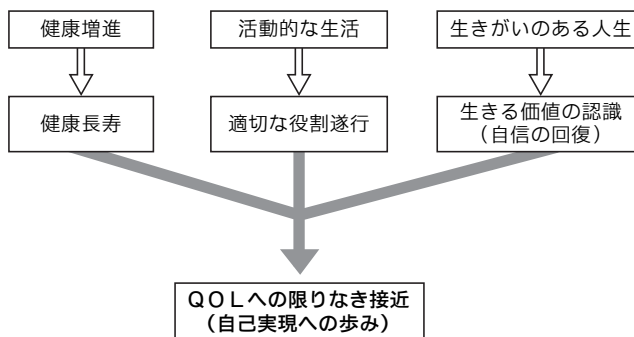 健康増進
活動的な生活
生きがいのある人生
健康長寿
適切な役割遂行
生きる価値の認識
（自信の回復）
ＱＯＬへの限りなき接近
（自己実現への歩み）